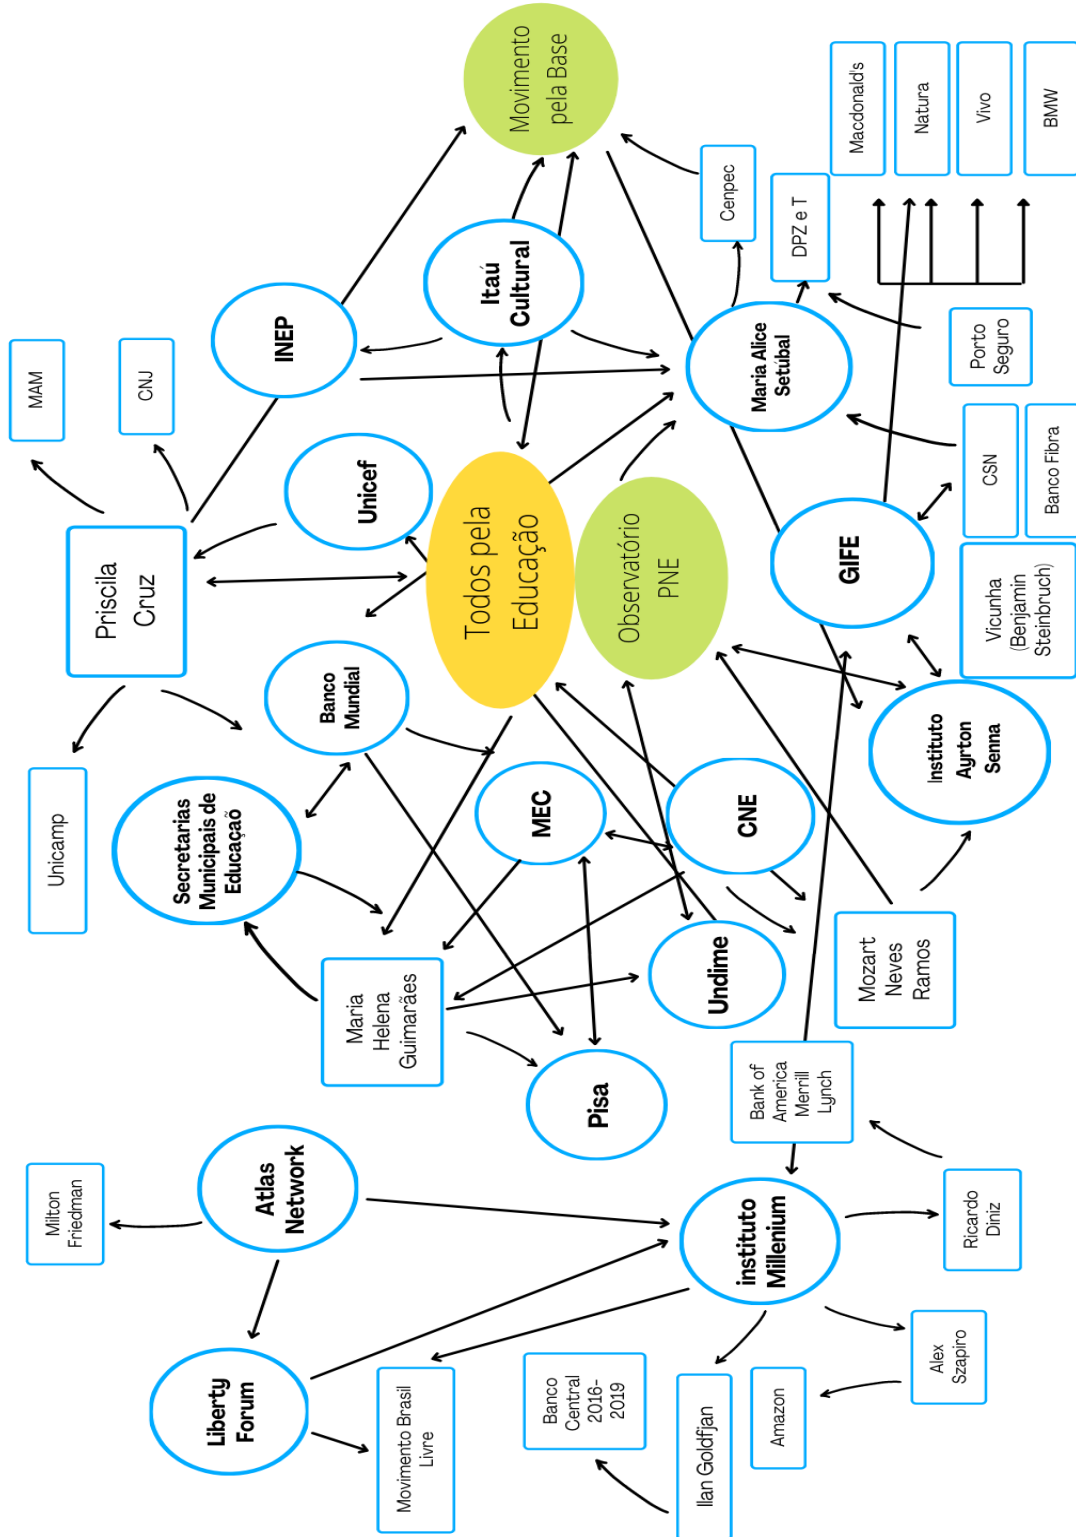 Milton
Friedman
Unicamp
MAM
Priscila
Cruz
CNJ
Liberty
Forum
Atlas
Network
Secretarias
Municipais de
Educaçaõ
INEP
Banco
Mundial
Unicef
Maria
Helena
Guimarães
Movimento Brasil
Livre
MEC
Todos pela
Educação
Itaú
Cultural
Movimento
pela Base
Banco
Central
2016-
2019
Pisa
Undime
CNE
Observatório
PNE
Ilan Goldfjan
instituto
Millenium
Bank of
America
Merrill
Lynch
Maria Alice
Setúbal
Cenpec
DPZ e T
Amazon
Mozart
Neves
Ramos
GIFE
Macdonald's
Natura
Vivo
BMW
Alex
Szapiro
Ricardo
Diniz
Instituto
Ayrton
Senna
Vicunha
(Benjamin
Steinbruch)
CSN
Banco Fibra
Porto
Seguro